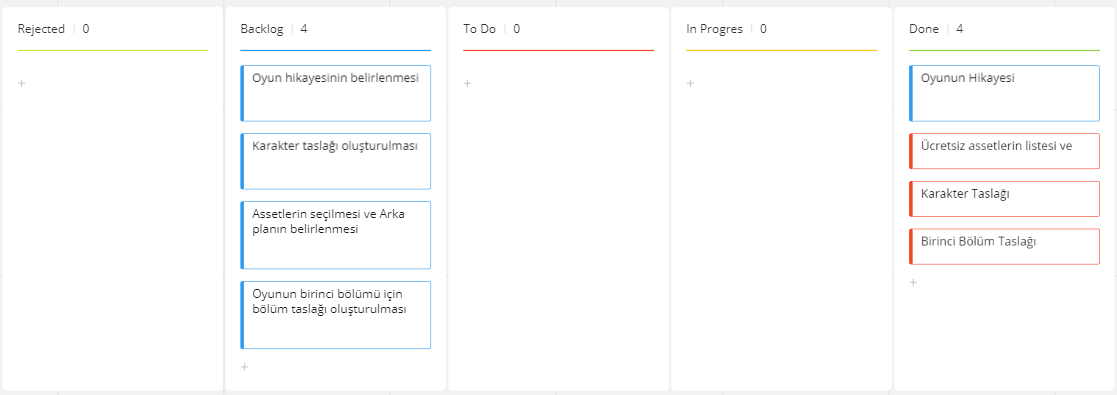 Rejected | 0
Backlog | 4
To Do | 0
In Progres | 0
Done | 4
+
Oyun hikayesinin belirlenmesi
Karakter taslağı oluşturulması
Assetlerin seçilmesi ve Arka
planın belirlenmesi
Oyunun birinci bölümü için
bölüm taslağı oluşturulması
+
+
+
Oyunun Hikayesi
Ücretsiz assetlerin listesi ve
Karakter Taslağı
Birinci Bölüm Taslağı
+